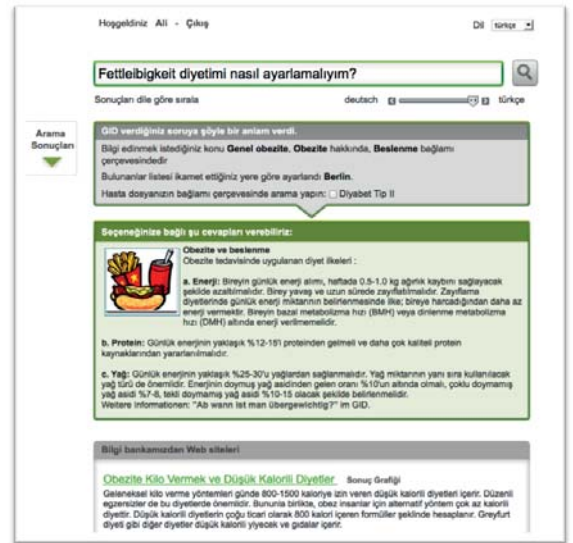 Hoşgeldiniz Ali - Çıkış
Dil türkçe
Fettleibigkeit diyetimi nasıl ayarlamalıyım?
Sonuçları dile göre sırala
deutsch
türkçe
Arama
Sonuçları
GID verdiğiniz soruya şöyle bir anlam verdi.
Bilgi edinmek istediğiniz konu Genel obezite, Obezite hakkında, Beslenme bağlamı
çerçevesindedir
Bulunanlar listesi ikamet ettiğiniz yere göre ayarlandı Berlin.
Hasta dosyanızın bağlamı çerçevesinde arama yapın: Diyabet Tip II
Seçeneğinize bağlı şu cevapları verebiliriz:
Obezite ve beslenme
Obezite tedavisinde uygulanan diyet ilkeleri :
a. Enerji: Bireyin günlük enerji alımı, haftada 0.5-1.0 kg ağırlık kaybını sağlayacak
şekilde azaltılmalıdır. Birey yavaş ve uzun sürede zayıflatılmalıdır. Zayıflama
diyetlerinde günlük enerji miktarının belirlenmesinde ilke; bireye harcadığından daha az
enerji vermektir. Bireyin bazal metabolizma hızı (BMH) veya dinlenme metabolizma
hızı (DMH) altında enerji verilmemelidir.
b. Protein: Günlük enerjinin yaklaşık %12-15'i proteinden gelmeli ve daha çok kaliteli protein
kaynaklarından yararlanılmalıdır.
c. Yağ: Günlük enerjinin yaklaşık %25-30'u yağlardan sağlanmalıdır. Yağ miktarının yanı sıra kullanılacak
yağ türü de önemlidir. Enerjinin doymuş yağ asidinden gelen oranı %10'un altında olmalı, çoklu doymamış
yağ asidi %7-8, tekli doymamış yağ asidi %10-15 olacak şekilde belirlenmelidir.
Weitere Informationen: "Ab wann ist man übergewichtig?" im GID.
Bilgi bankamızdan Web siteleri
Obezite Kilo Vermek ve Düşük Kalorili Diyetler Sonuç Grafiği
Geleneksel kilo verme yöntemleri günde 800-1500 kaloriye izin veren düşük kalorili diyetleri içerir. Düzenli
egzersizler de bu diyetlerde önemlidir. Bununla birlikte, obez insanlar için alternatif yöntem çok az kalorili
diyettir. Düşük kalorili diyetlerin çoğu ticari olarak 800 kalori içeren formüller şeklinde hesaplanır. Greyfurt
diyeti gibi diğer diyetler düşük kalorili yiyecek ve gıdalar içerir.